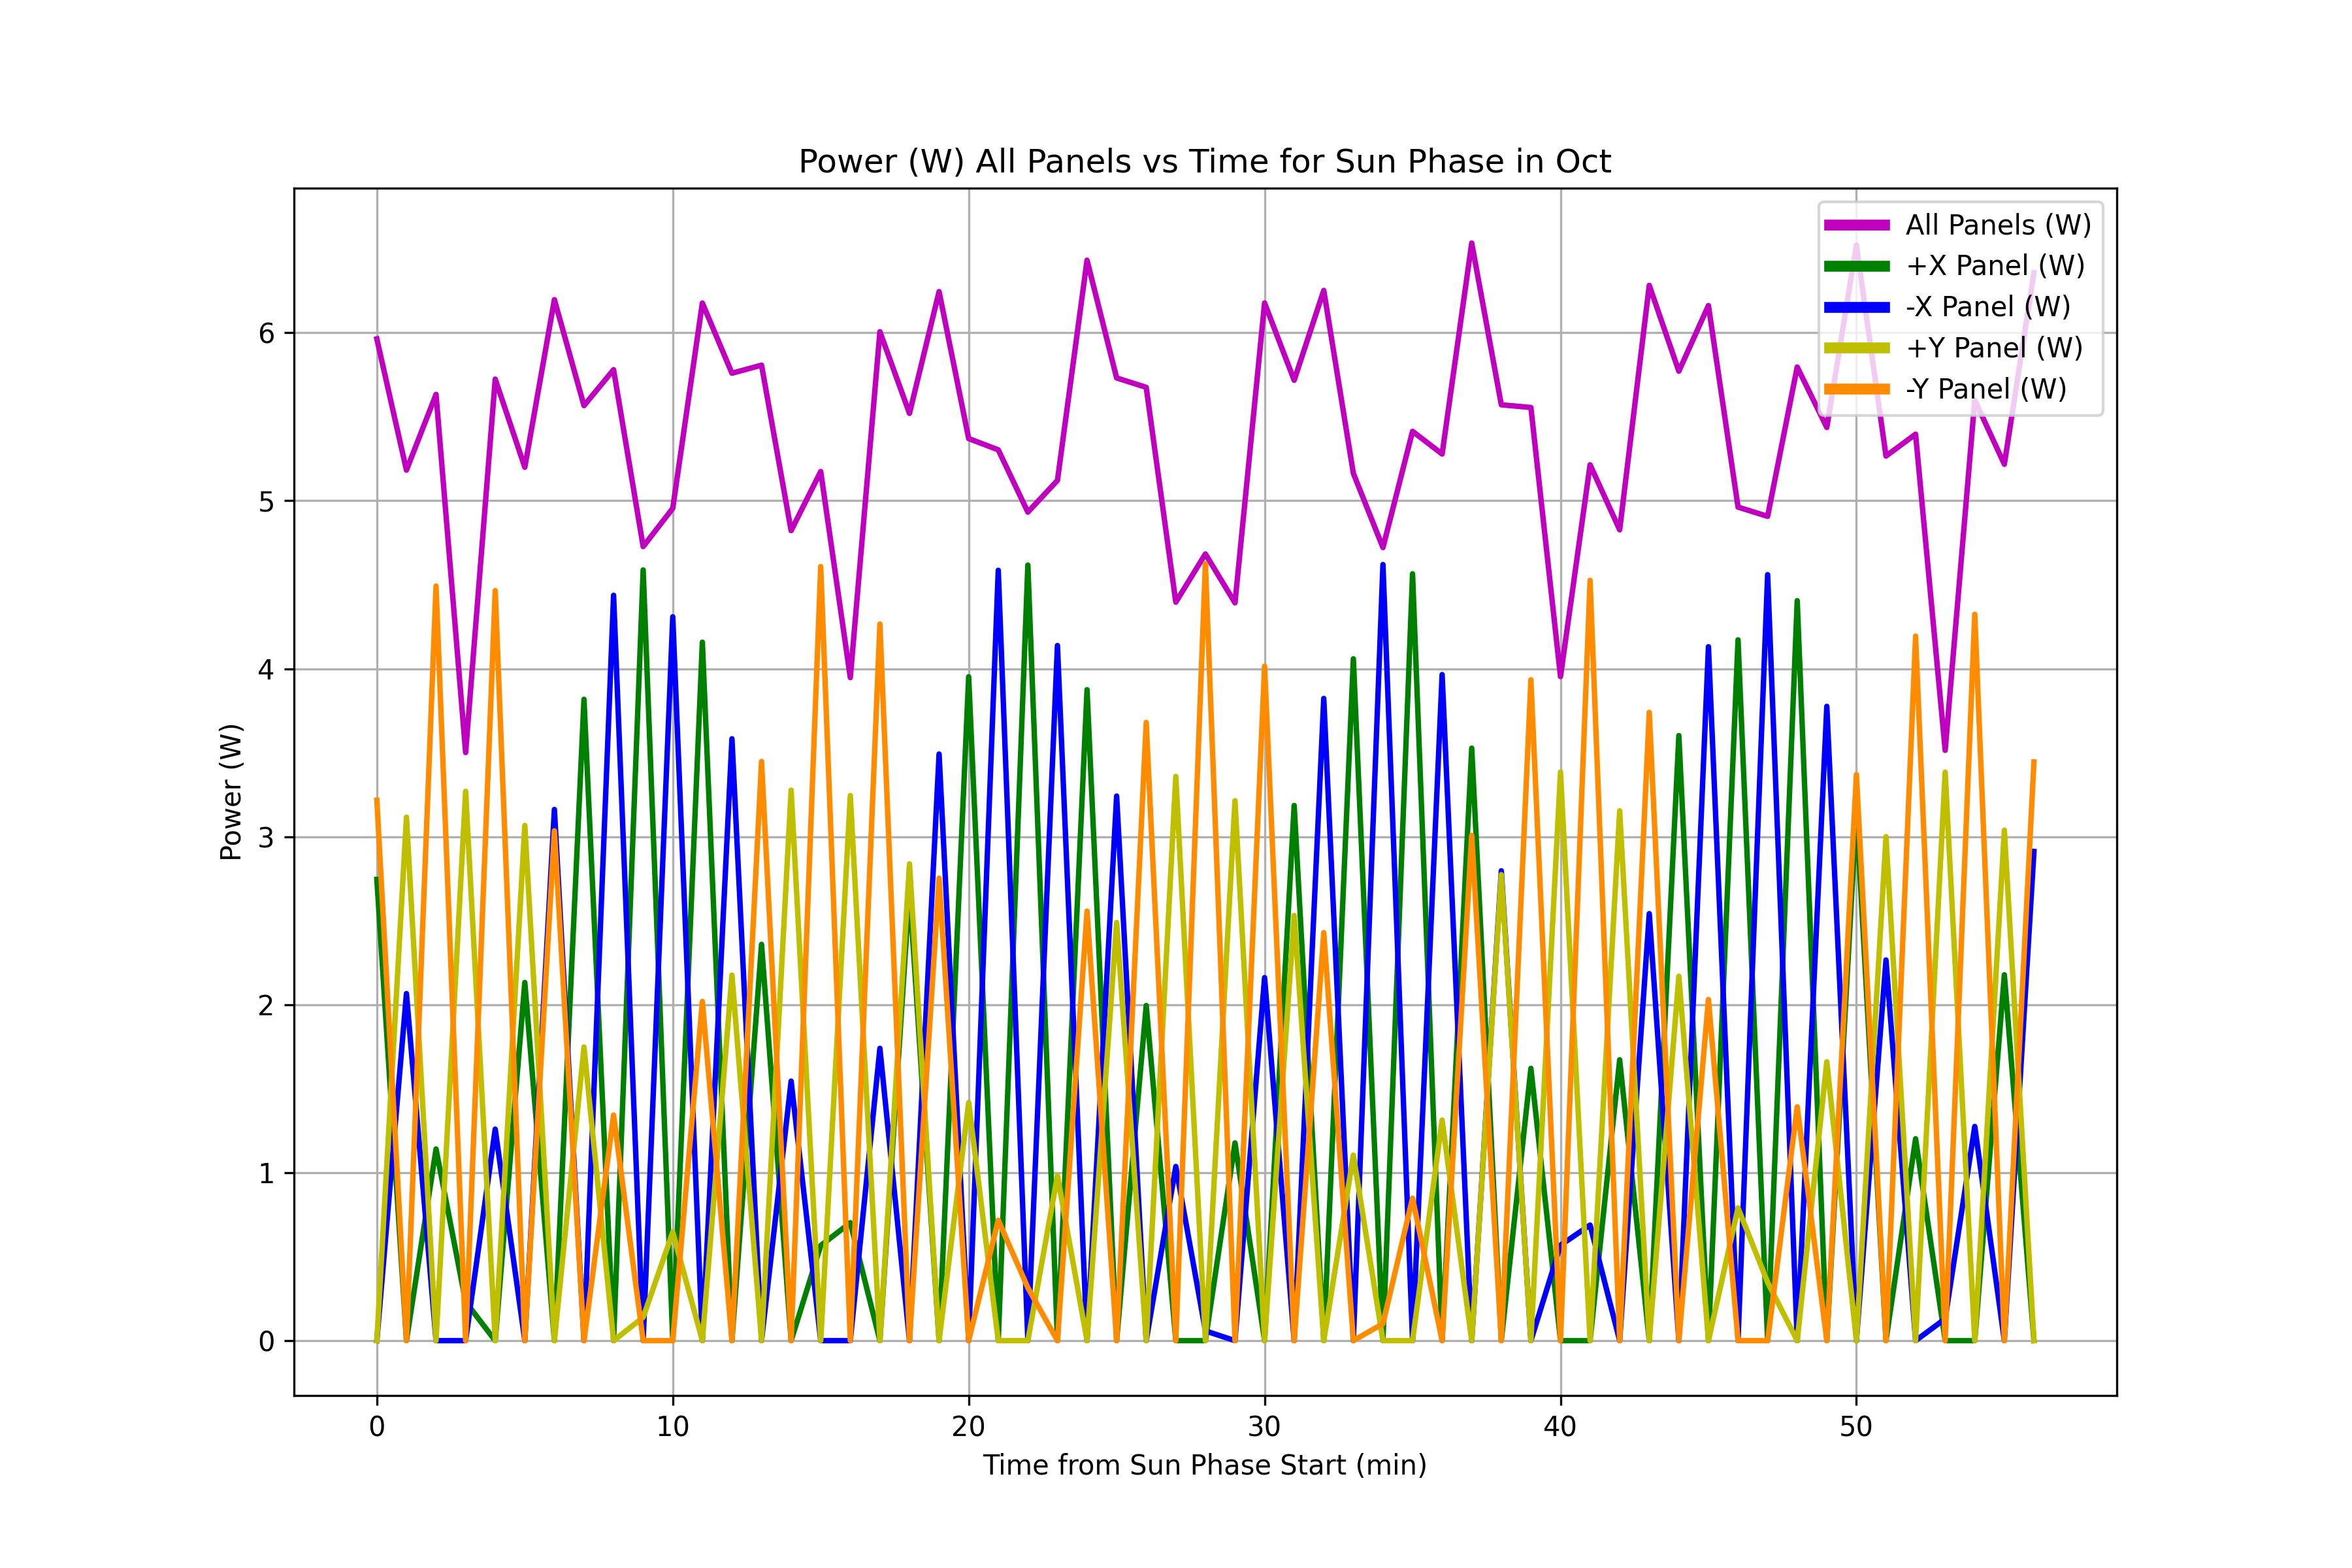 Power (W) All Panels vs Time for Sun Phase in Oct
All Panels (W)
+X Panel (W)
-X Panel (W)
+Y Panel (W)
-Y Panel (W)
Power (W)
6
5
4
3
2
1
0
0 10 20 30 40 50
Time from Sun Phase Start (min)